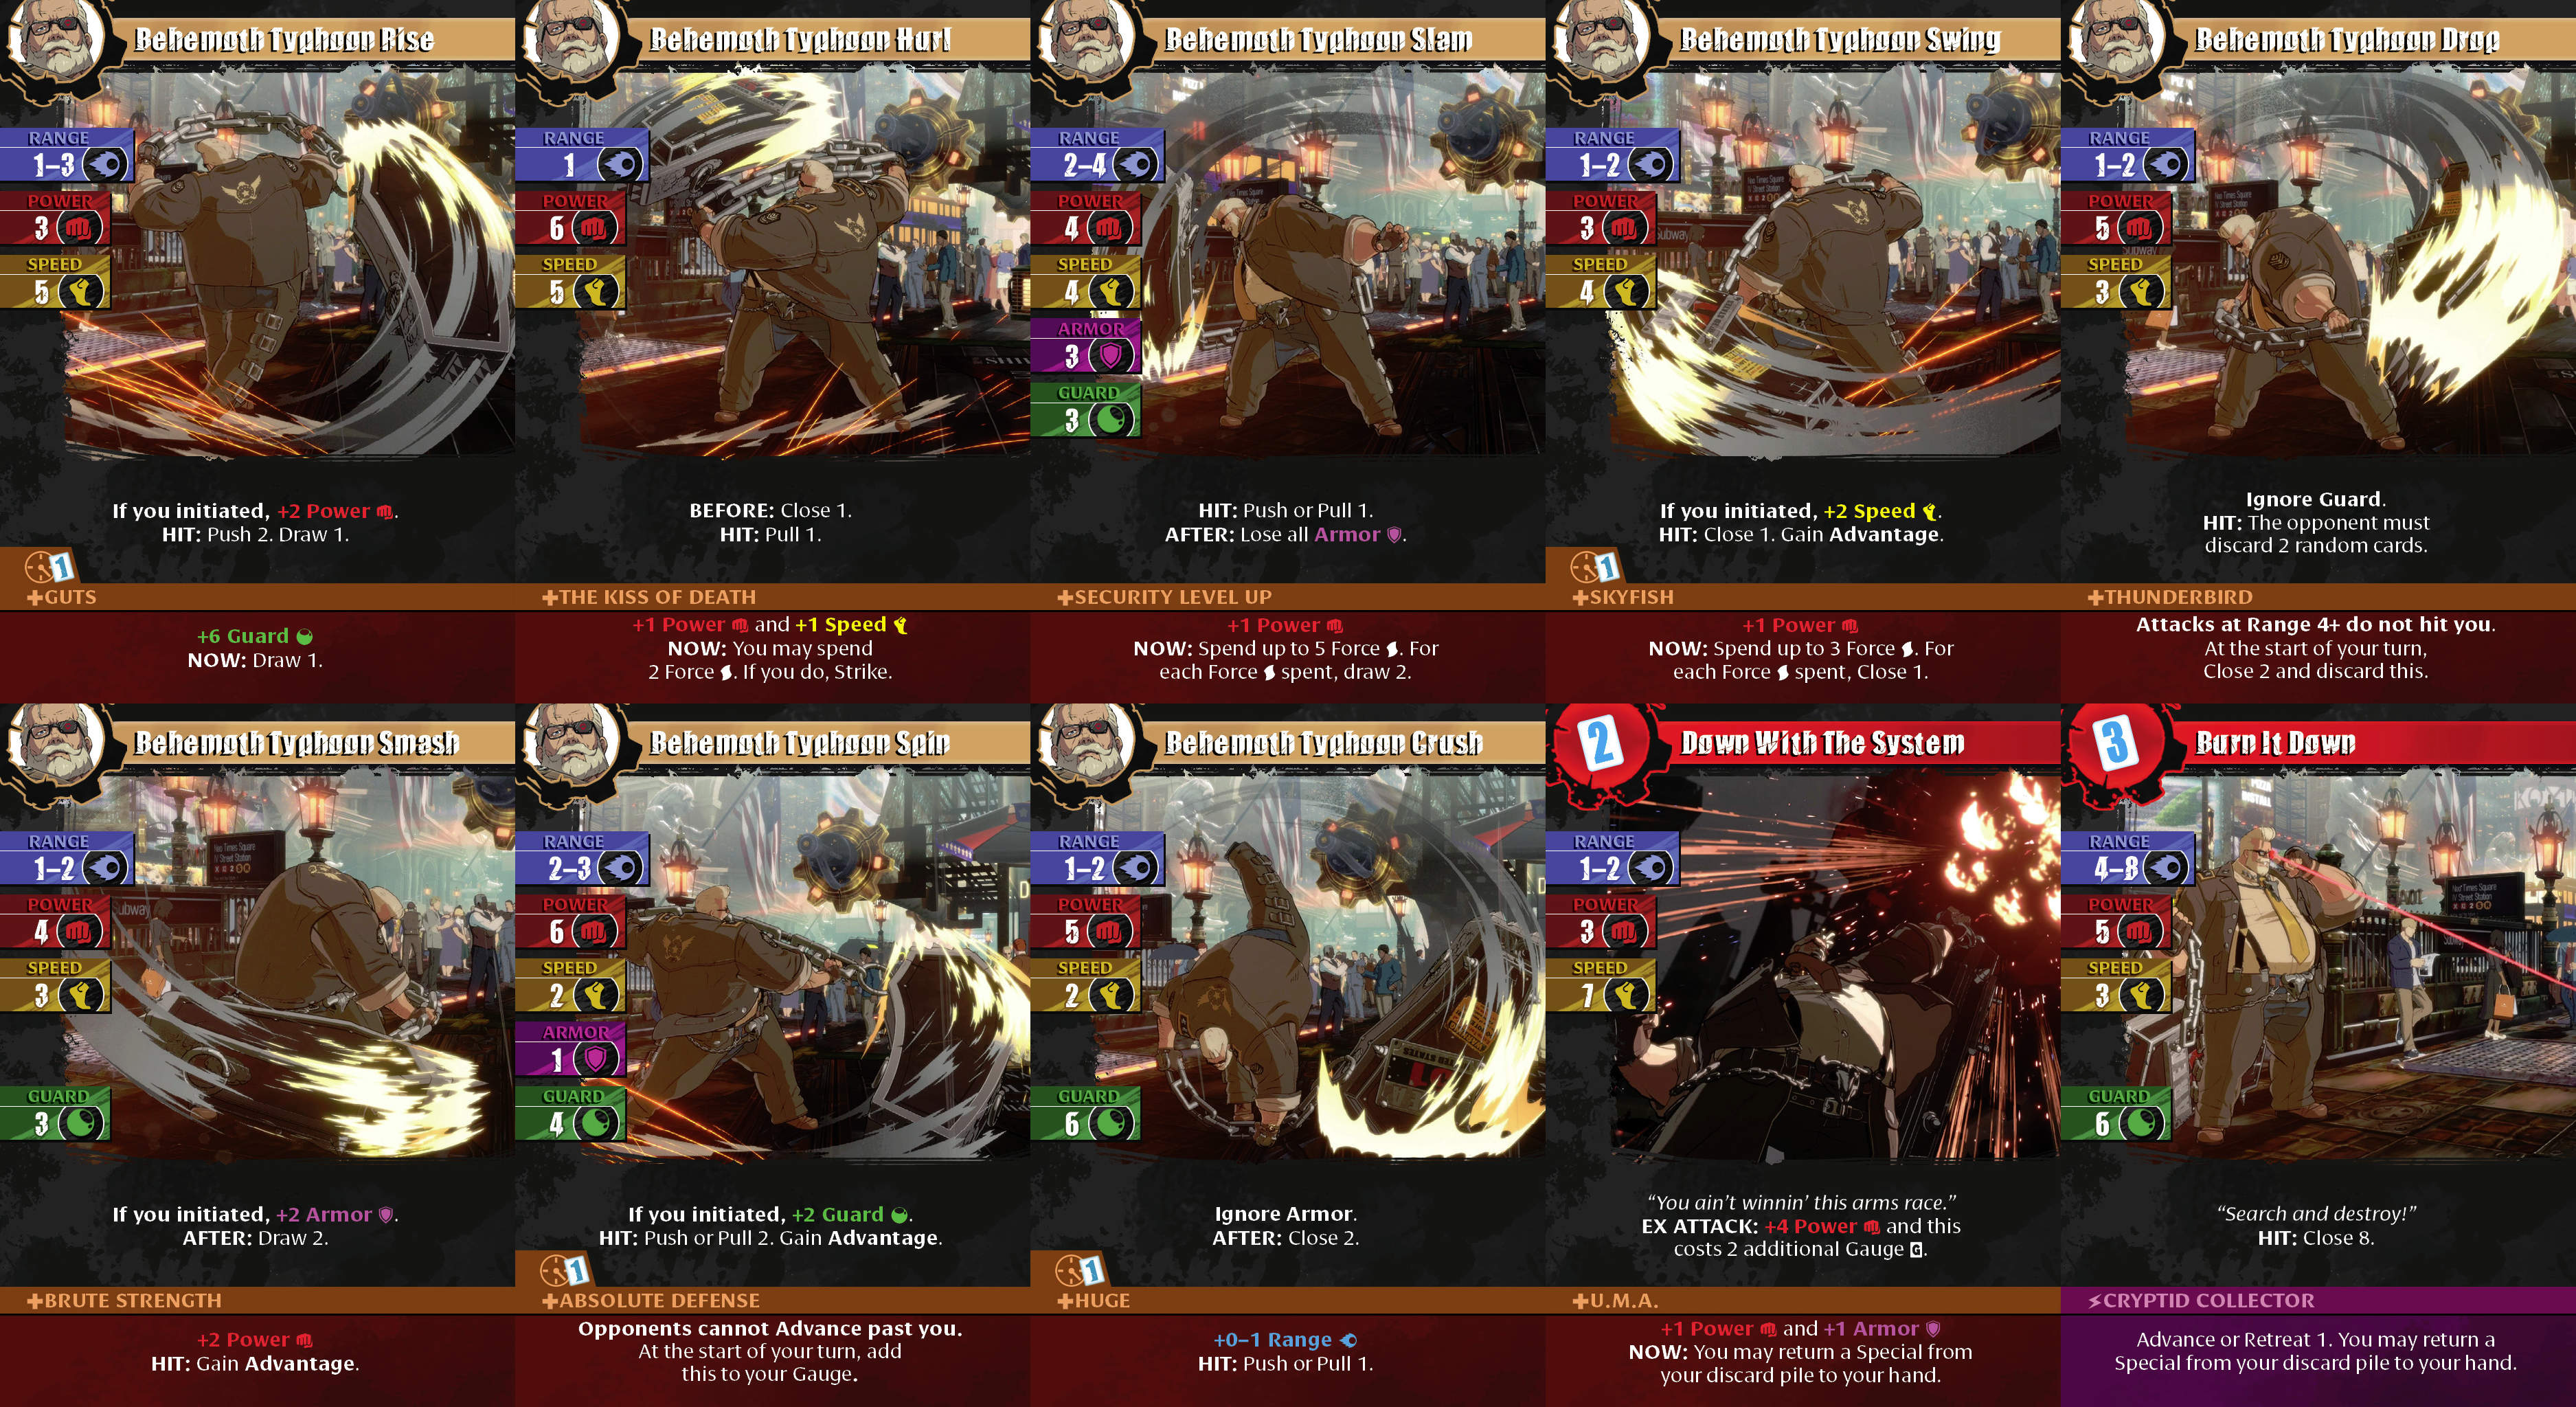 Behemoth Typhoon Rise
RANGE
1–3
POWER
3
SPEED
5
If you initiated, +2 Power.
HIT: Push 2. Draw 1.
1
+GUTS
+6 Guard
NOW: Draw 1.
Behemoth Typhoon Hurl
RANGE
1
POWER
6
SPEED
5
BEFORE: Close 1.
HIT: Pull 1.
+THE KISS OF DEATH
+1 Power and +1 Speed
NOW: You may spend
2 Force. If you do, Strike.
Behemoth Typhoon Slam
RANGE
2–4
POWER
4
SPEED
4
ARMOR
3
GUARD
3
HIT: Push or Pull 1.
AFTER: Lose all Armor.
+SECURITY LEVEL UP
+1 Power
NOW: Spend up to 5 Force. For
each Force spent, draw 2.
Behemoth Typhoon Swing
RANGE
1–2
POWER
3
SPEED
4
Subway
If you initiated, +2 Speed.
HIT: Close 1. Gain Advantage.
1
+SKYFISH
+1 Power
NOW: Spend up to 3 Force. For
each Force spent, Close 1.
Behemoth Typhoon Drop
RANGE
1–2
POWER
5
SPEED
3
Ignore Guard.
HIT: The opponent must
discard 2 random cards.
+THUNDERBIRD
Attacks at Range 4+ do not hit you.
At the start of your turn,
Close 2 and discard this.
Behemoth Typhoon Smash
RANGE
1–2
POWER
4
SPEED
3
GUARD
3
Neo Times Square
IV Street Station
Subway
If you initiated, +2 Armor.
AFTER: Draw 2.
+BRUTE STRENGTH
+2 Power
HIT: Gain Advantage.
Behemoth Typhoon Spin
RANGE
2–3
POWER
6
SPEED
2
ARMOR
1
GUARD
4
If you initiated, +2 Guard.
HIT: Push or Pull 2. Gain Advantage.
1
+ABSOLUTE DEFENSE
Opponents cannot Advance past you.
At the start of your turn, add
this to your Gauge.
Behemoth Typhoon Crush
RANGE
1–2
POWER
5
SPEED
2
GUARD
6
Ignore Armor.
AFTER: Close 2.
1
+HUGE
+0–1 Range
HIT: Push or Pull 1.
2
Down With The System
RANGE
1–2
POWER
3
SPEED
7
“You ain’t winnin’ this arms race.”
EX ATTACK: +4 Power and this
costs 2 additional Gauge G.
+U.M.A.
+1 Power and +1 Armor
NOW: You may return a Special from
your discard pile to your hand.
3
Burn It Down
RANGE
4–8
POWER
5
SPEED
3
GUARD
6
“Search and destroy!”
HIT: Close 8.
CRYPTID COLLECTOR
Advance or Retreat 1. You may return a
Special from your discard pile to your hand.